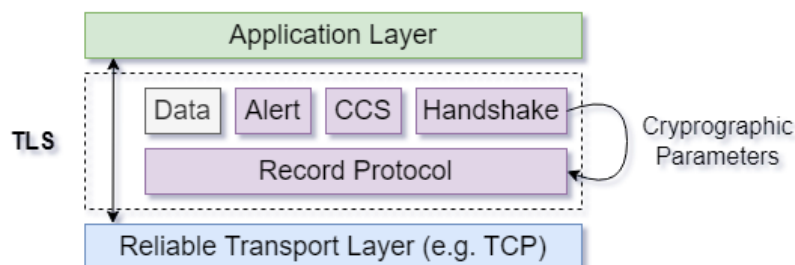 Application Layer
Data Alert CCS Handshake
TLS
Cryprographic
Parameters
Record Protocol
Reliable Transport Layer (e.g. TCP)